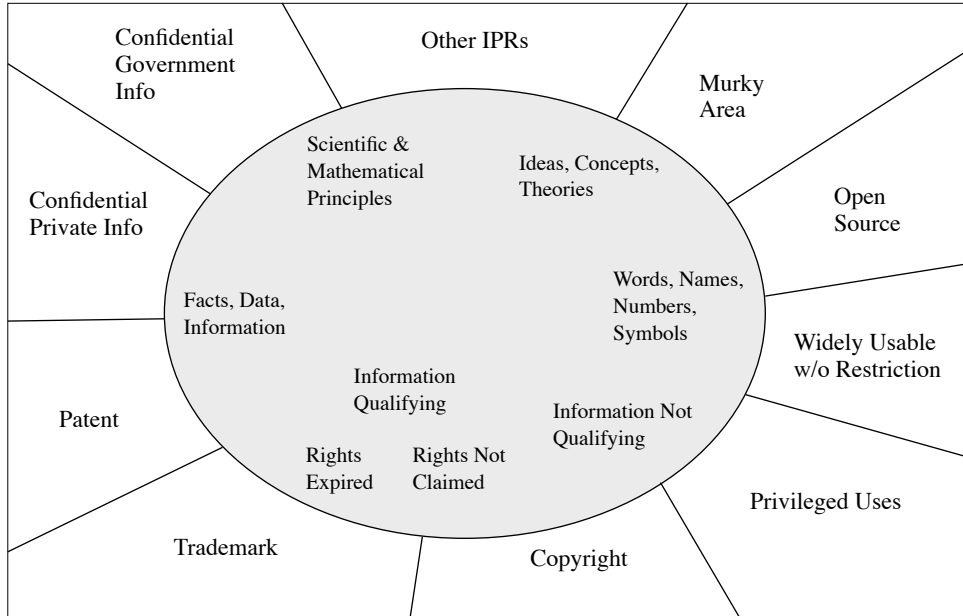 Confidential
Government
Info
Other IPRs
Murky
Area
Scientific &
Mathematical
Principles
Ideas, Concepts,
Theories
Confidential
Private Info
Open
Source
Facts, Data,
Information
Words, Names,
Numbers,
Symbols
Widely Usable
w/o Restriction
Information
Qualifying
Patent
Information Not
Qualifying
Rights
Expired
Rights Not
Claimed
Privileged Uses
Trademark
Copyright